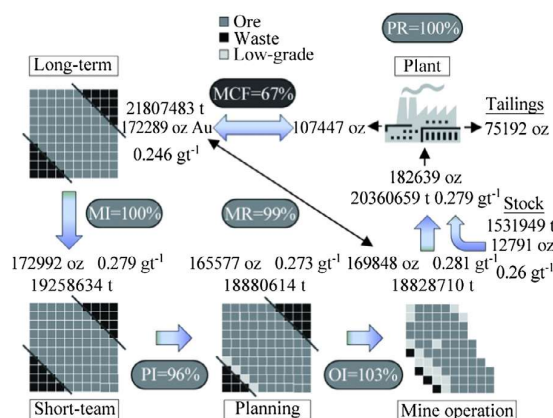 Ore
Waste
Low-grade
PR=100%
Long-term
Plant
21807483 t
172289 oz Au
0.246 gt-1
MCF=67%
107447 oz
Tailings
75192 oz
182639 oz
20360659 t 0.279 gt-1
Stock
1531949 t
12791 oz
0.26 gt-1
MI=100%
MR=99%
172992 oz 0.279 gt-1
19258634 t
165577 oz 0.273 gt-1
18880614 t
169848 oz 0.281 gt-1
18828710 t
PI=96%
OI=103%
Short-team
Planning
Mine operation